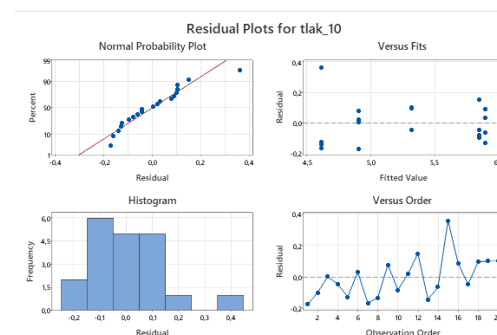 Residual Plots for tlak_10
Normal Probability Plot
Versus Fits
99
90
50
10
1
Percent
-0,4 -0,2 0,0 0,2 0,4
Residual
0,4
0,2
0,0
-0,2
Residual
4,5 5,0 5,5
Fitted Value
Histogram
Versus Order
6,0
4,5
3,0
1,5
0,0
Frequency
-0,2 -0,1 0,0 0,1 0,2 0,3 0,4
Residual
0,4
0,2
0,0
-0,2
Residual
2 4 6 8 10 12 14 16 18
Observation Order